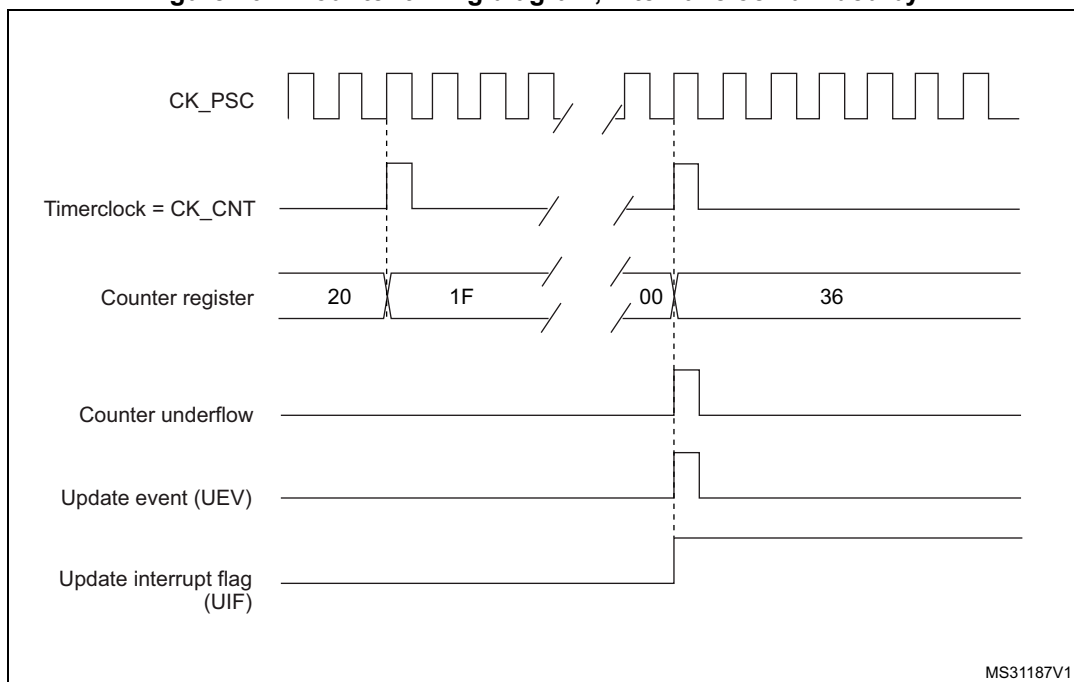 CK_PSC
Timerclock = CK_CNT
Counter register
20
1F
00
36
Counter underflow
Update event (UEV)
Update interrupt flag
(UIF)
MS31187V1